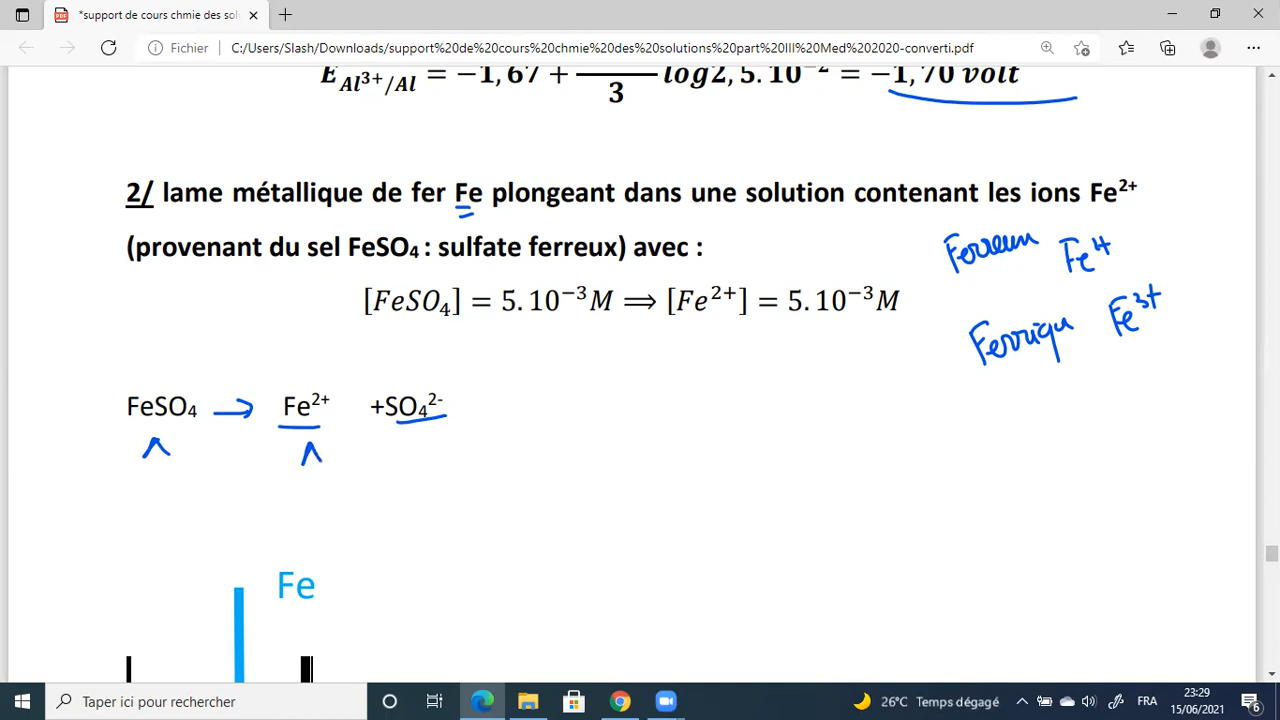 *support de cours chmie des sol
Fichier
C:/Users/Slash/Downloads/support%20de%20cours%20chmie%20des%20solutions%20part%20III%20Med%202020-converti.pdf
E Al³⁺/Al = −1,67 + ——— log2,5.10⁻² = −1,70 volt
3
2/ lame métallique de fer Fe plongeant dans une solution contenant les ions Fe²⁺
(provenant du sel FeSO₄ : sulfate ferreux) avec :
Ferreux
[FeSO₄] = 5.10⁻³M ⟹ [Fe²⁺] = 5.10⁻³M
Ferrique Fe³⁺
FeSO₄ → Fe²⁺ +SO₄²⁻
Fe
Taper ici pour rechercher
26°C Temps dégagé
FRA
23:29
15/06/2021
6